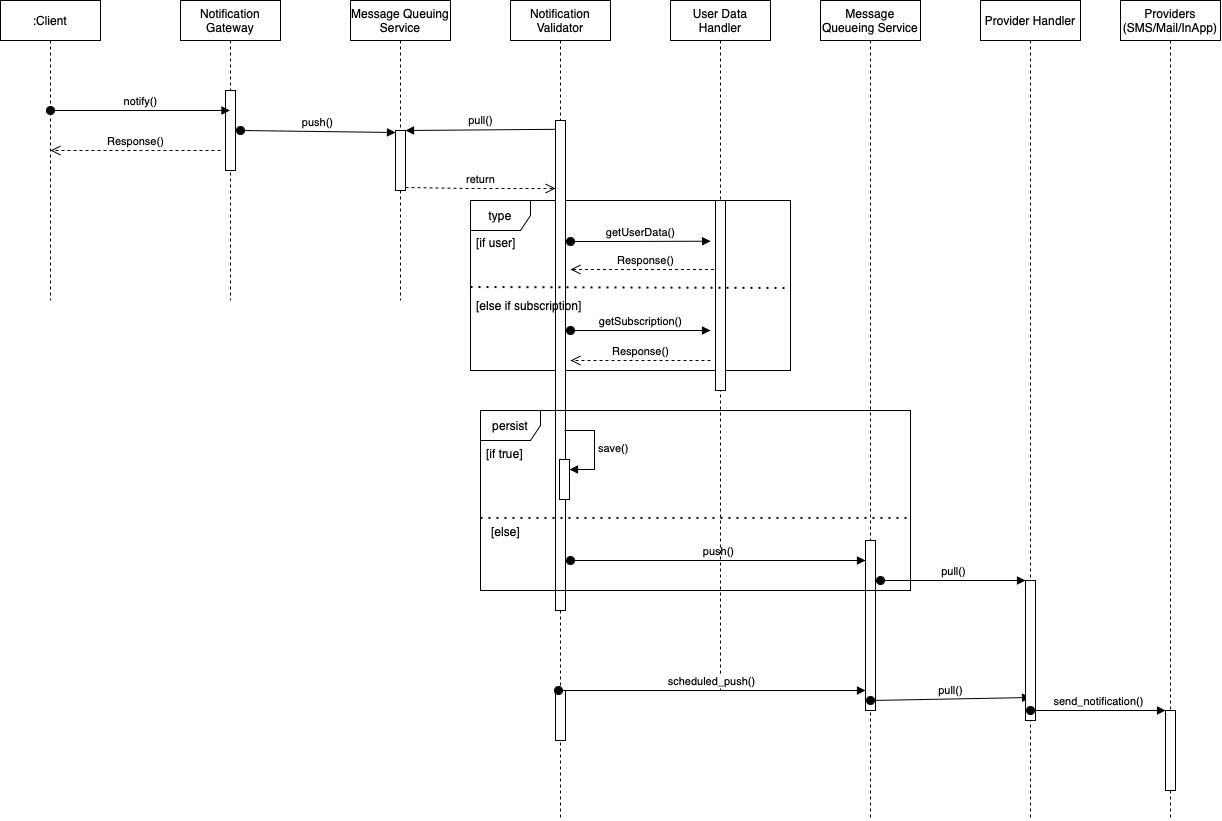 :Client
Notification
Gateway
Message Queuing
Service
Notification
Validator
User Data
Handler
Message
Queueing Service
Provider Handler
Providers
(SMS/Mail/InApp)
notify()
push()
pull()
Response()
return
type
[if user]
getUserData()
Response()
[else if subscription]
getSubscription()
Response()
persist
[if true]
save()
[else]
push()
pull()
scheduled_push()
pull()
send_notification()